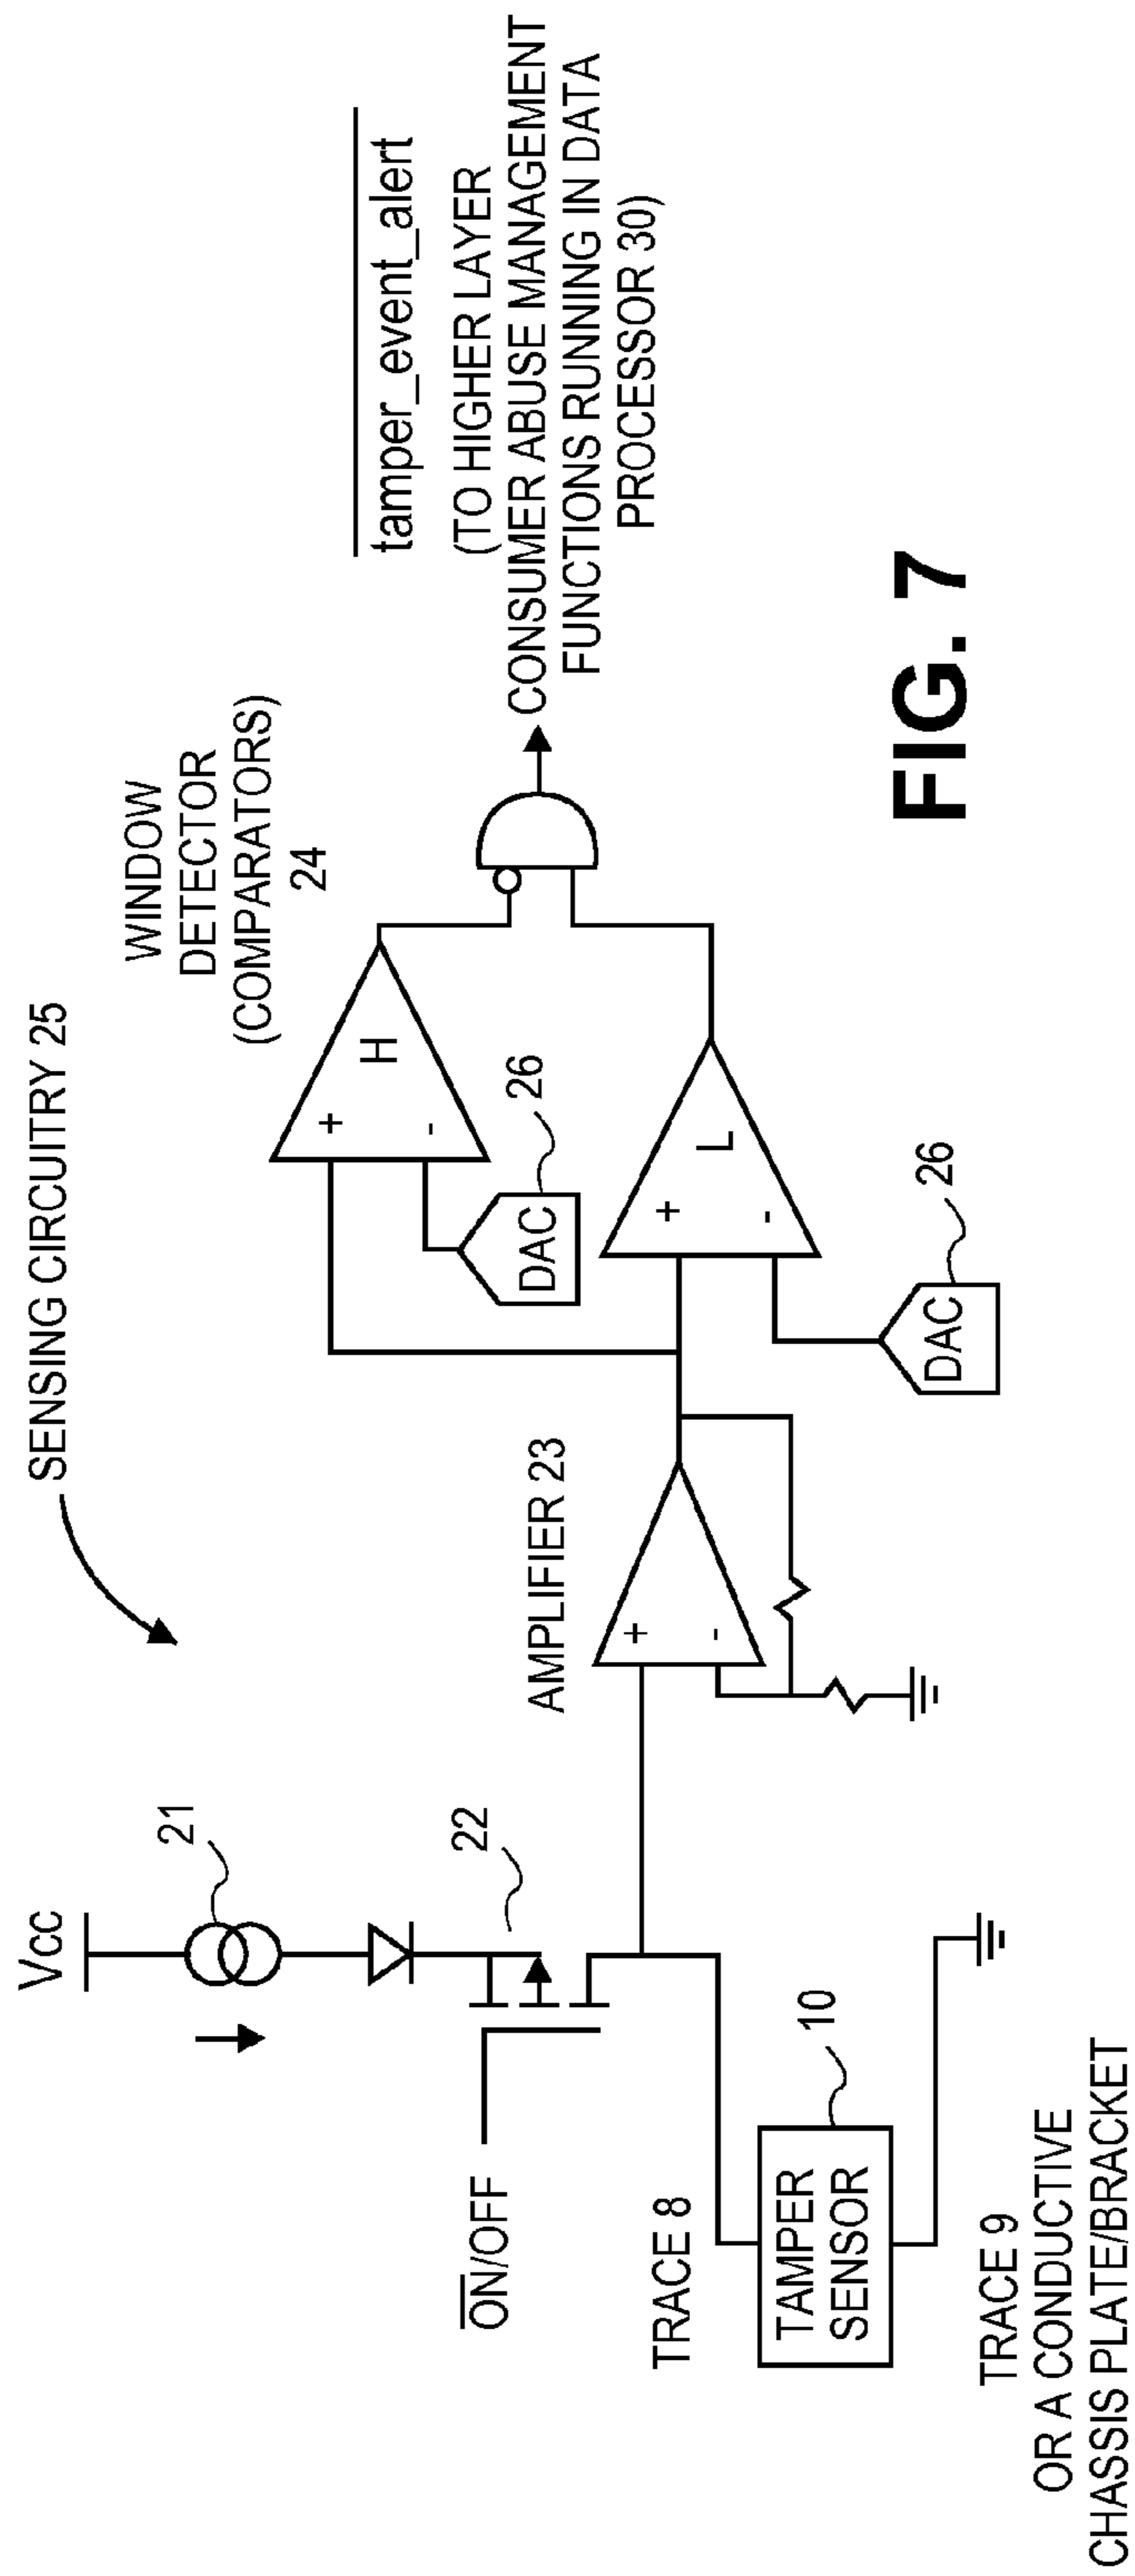 SENSING CIRCUITRY 25
Vcc
21
22
ON/OFF
TRACE 8
TAMPER
SENSOR
10
TRACE 9
OR A CONDUCTIVE
CHASSIS PLATE/BRACKET
AMPLIFIER 23
+
-
WINDOW
DETECTOR
(COMPARATORS)
24
+
-
H
DAC
26
+
-
L
DAC
26
tamper_event_alert
(TO HIGHER LAYER
CONSUMER ABUSE MANAGEMENT
FUNCTIONS RUNNING IN DATA
PROCESSOR 30)
FIG. 7